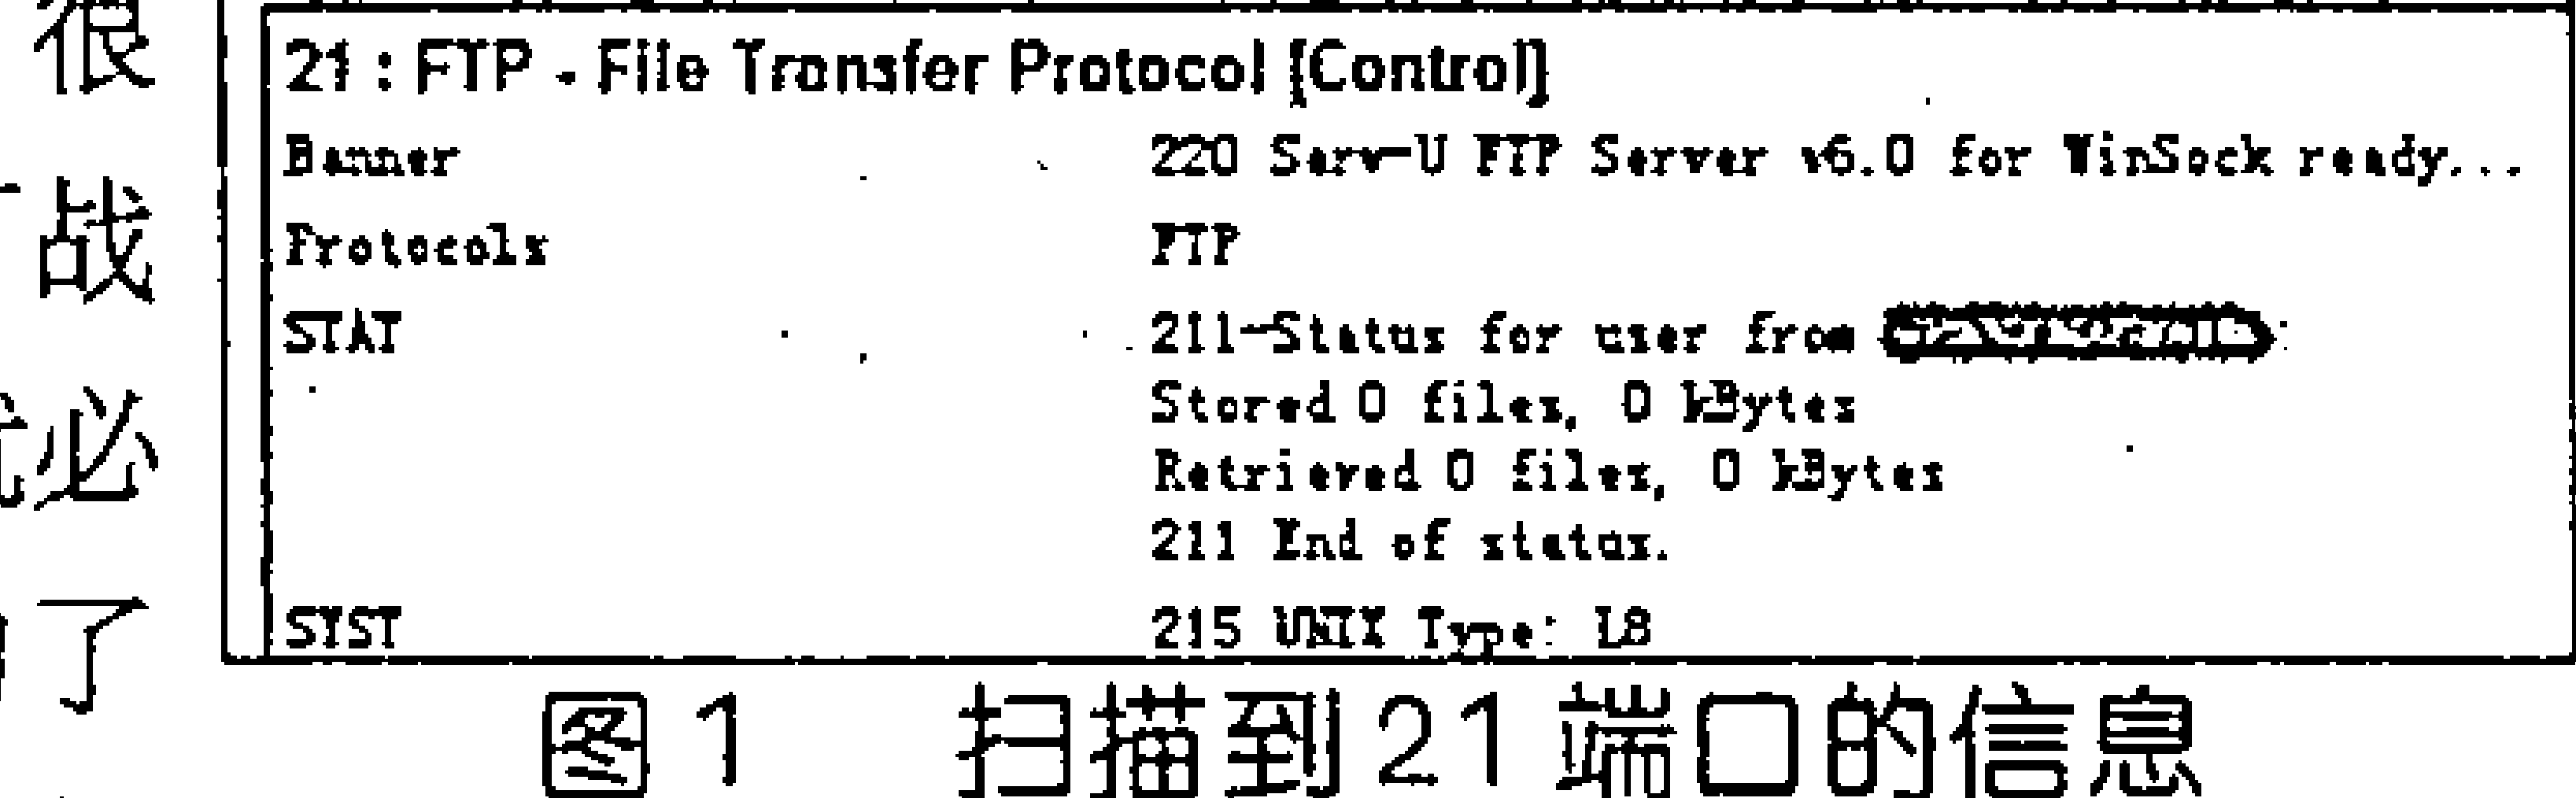 很
战
必
了
21 : FTP - File Transfer Protocol [Control]
Banner 220 Serv-U FTP Server v6.0 for WinSock ready...
Protocols FTP
STAT 211-Status for user from
Stored 0 files, 0 kBytes
Retrieved 0 files, 0 kBytes
211 End of status.
SYST 215 UNIX Type: L8
图1 扫描到21端口的信息